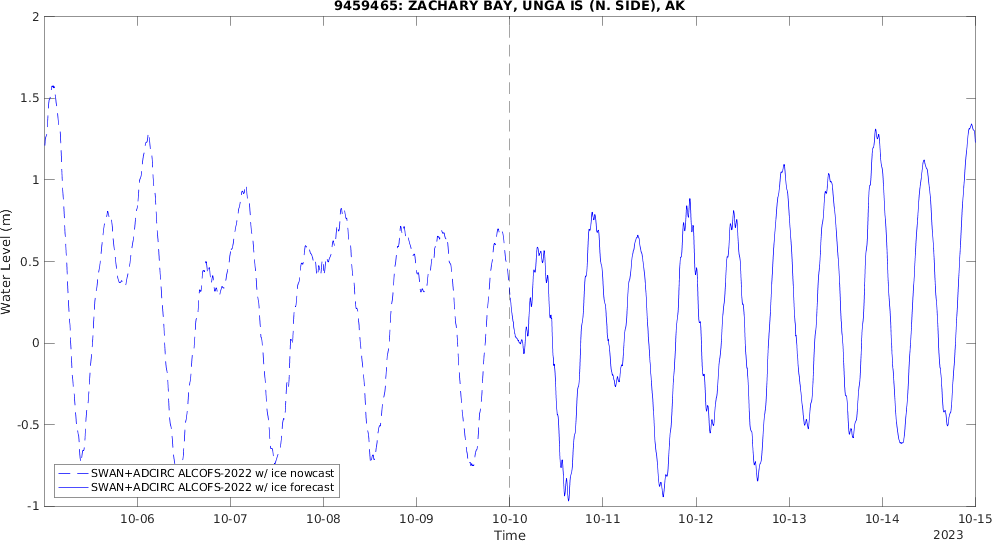 9459465: ZACHARY BAY, UNGA IS (N. SIDE), AK
2
1.5
1
0.5
0
-0.5
-1
Water Level (m)
SWAN+ADCIRC ALCOFS-2022 w/ ice nowcast
SWAN+ADCIRC ALCOFS-2022 w/ ice forecast
10-06 10-07 10-08 10-09 10-10 10-11 10-12 10-13 10-14 10-15
Time
2023